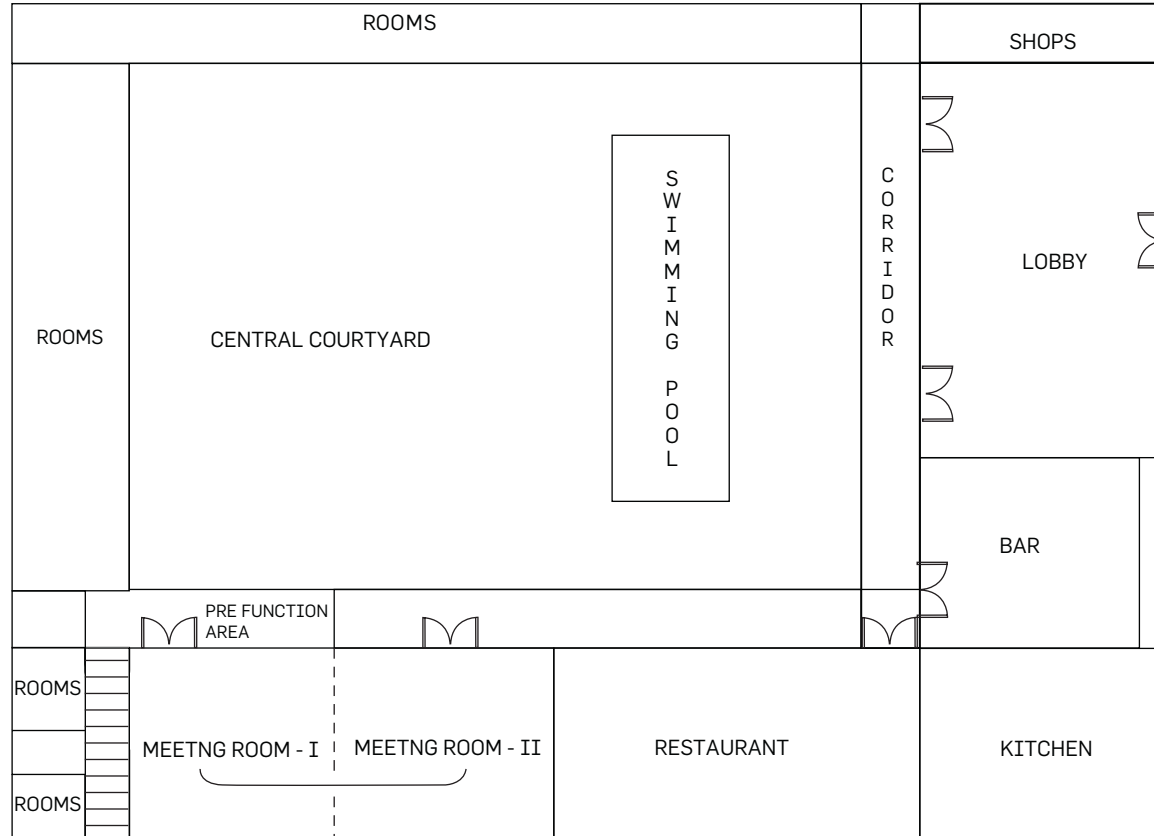 ROOMS
SHOPS
SWIMMING POOL
CORRIDOR
LOBBY
ROOMS
CENTRAL COURTYARD
BAR
PRE FUNCTION
AREA
ROOMS
MEETNG ROOM - I
MEETNG ROOM - II
RESTAURANT
KITCHEN
ROOMS